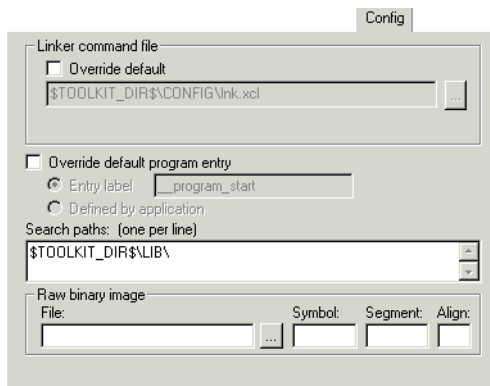 Config
Linker command file
Override default
$TOOLKIT_DIR$\CONFIG\lnk.xcl
...
Override default program entry
Entry label __program_start
Defined by application
Search paths: (one per line)
$TOOLKIT_DIR$\LIB\
Raw binary image
File: Symbol: Segment: Align:
...